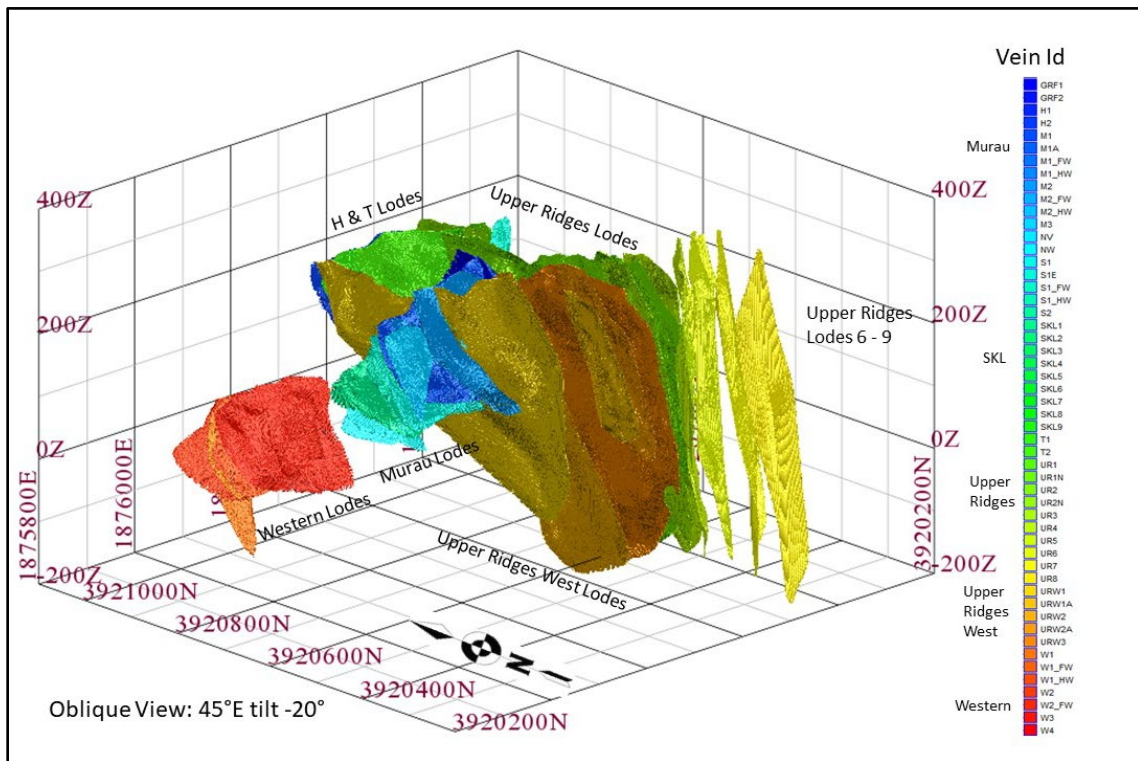 Vein Id
GRF1
GRF2
H1
H2
M1
M1A
M1_FW
M1_HW
M2
M2_FW
M2_HW
M3
NV
NW
S1
S1E
S1_FW
S1_HW
S2
SKL1
SKL2
SKL3
SKL4
SKL5
SKL6
SKL7
SKL8
SKL9
T1
T2
UR1
UR1N
UR2
UR2N
UR3
UR4
UR5
UR6
UR7
UR8
URW1
URW1A
URW2
URW2A
URW3
W1
W1_FW
W1_HW
W2
W2_FW
W3
W4
Murau
SKL
Upper
Ridges
Upper
Ridges
West
Western
400Z
200Z
0Z
-200Z
400Z
200Z
0Z
-200Z
H & T Lodes
Upper Ridges Lodes
Upper Ridges
Lodes 6 - 9
Murau Lodes
Western Lodes
Upper Ridges West Lodes
1875800E
1876000E
3921000N
3920800N
3920600N
3920400N
3920200N
3920200N
N
Oblique View: 45°E tilt -20°